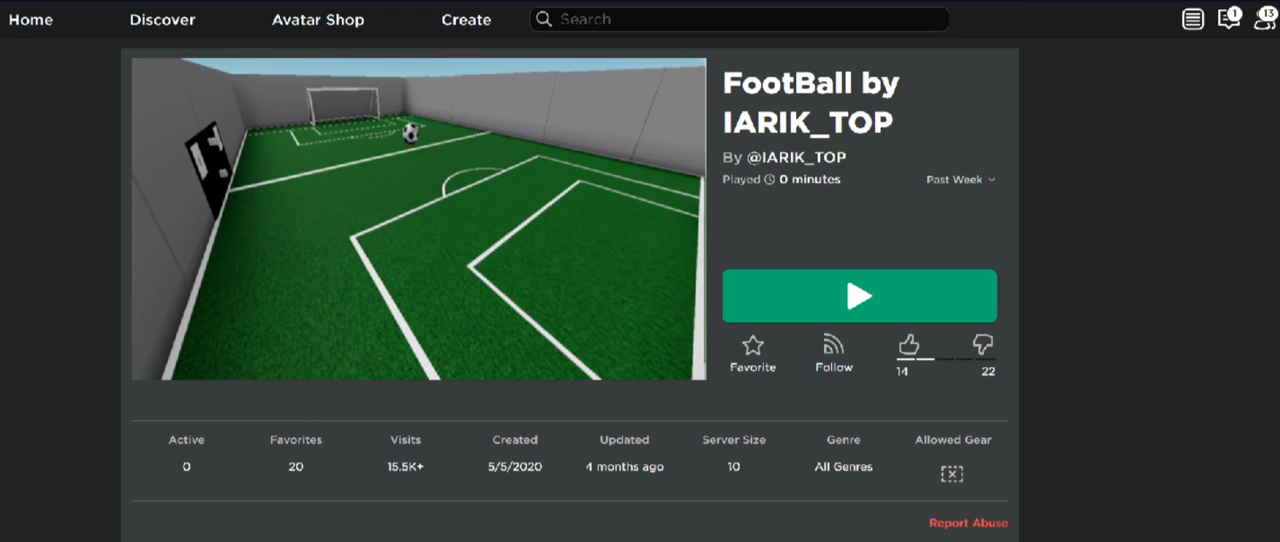 Home Discover Avatar Shop Create Search 1 13
FootBall by
IARIK_TOP
By @IARIK_TOP
Played 0 minutes Past Week
Favorite Follow 14 22
Active Favorites Visits Created Updated Server Size Genre Allowed Gear
0 20 15.5K+ 5/5/2020 4 months ago 10 All Genres
Report Abuse